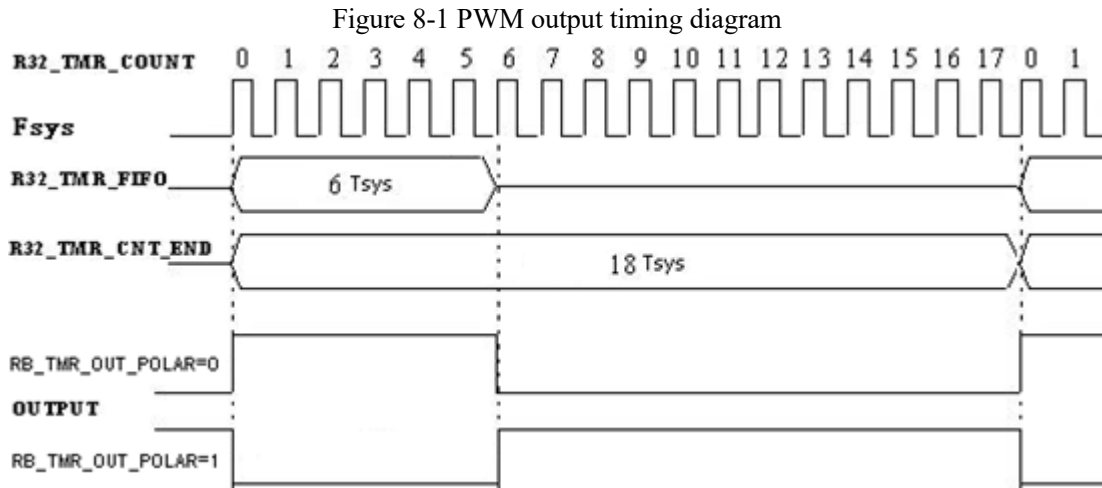 Figure 8-1 PWM output timing diagram
R32_TMR_COUNT 0 1 2 3 4 5 6 7 8 9 10 11 12 13 14 15 16 17 0 1
Fsys
R32_TMR_FIFO 6 Tsys
R32_TMR_CNT_END 18 Tsys
RB_TMR_OUT_POLAR=0
OUTPUT
RB_TMR_OUT_POLAR=1